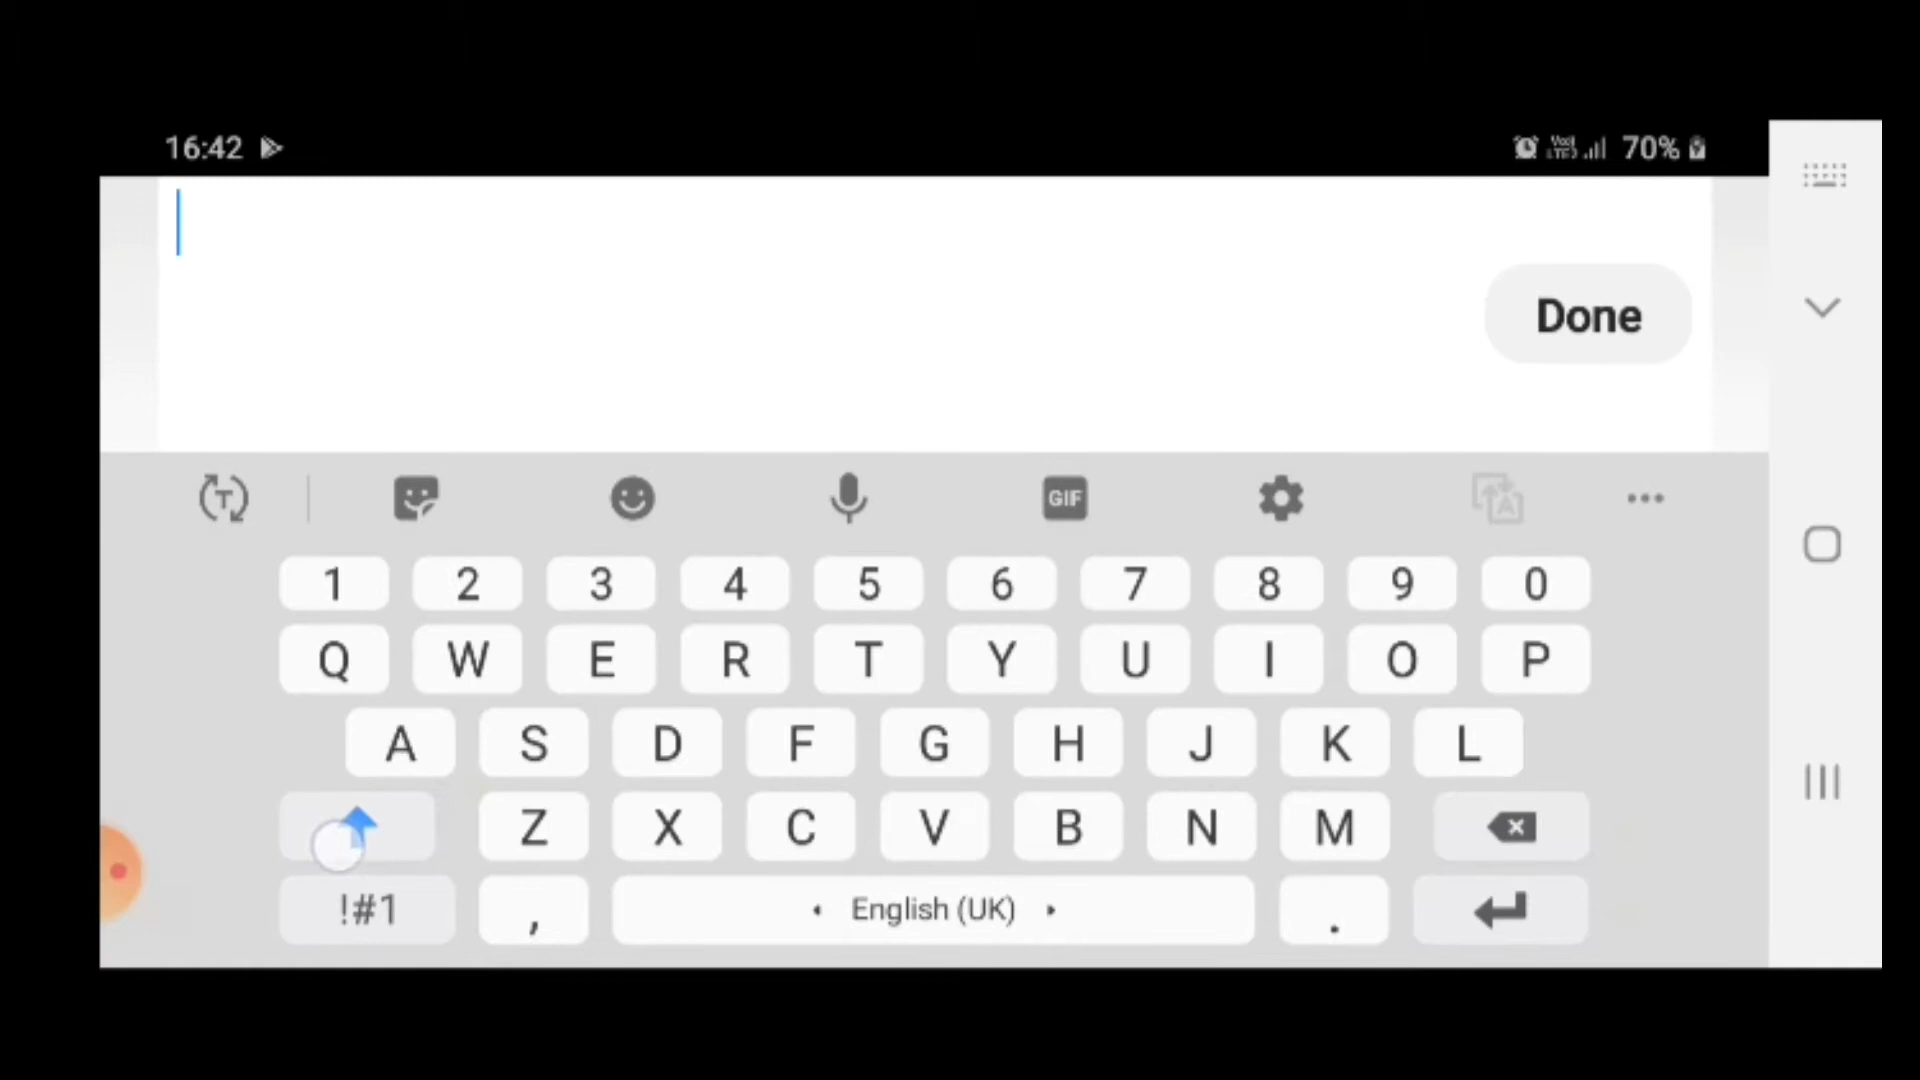 16:42 70%
Done
GIF
1 2 3 4 5 6 7 8 9 0
Q W E R T Y U I O P
A S D F G H J K L
Z X C V B N M
!#1 , English (UK) .